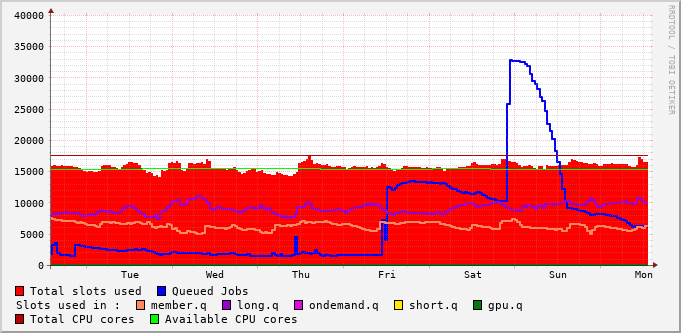 40000
35000
30000
25000
20000
15000
10000
5000
0
Tue Wed Thu Fri Sat Sun Mon
RRDTOOL / TOBI OETIKER
Total slots used Queued Jobs
Slots used in : member.q long.q ondemand.q short.q gpu.q
Total CPU cores Available CPU cores